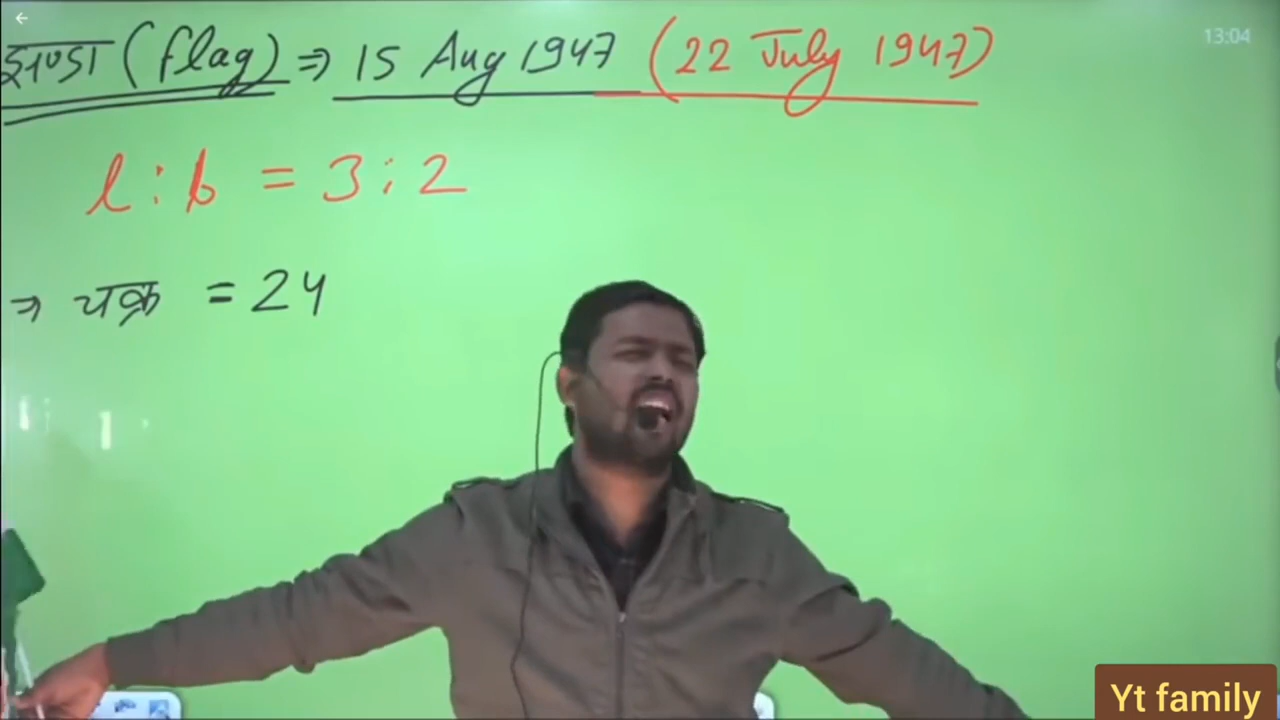 झण्डा (flag) ⇒ 15 Aug 1947 (22 July 1947)
13:04
l : b = 3 : 2
⇒ चक्र = 24
Yt family